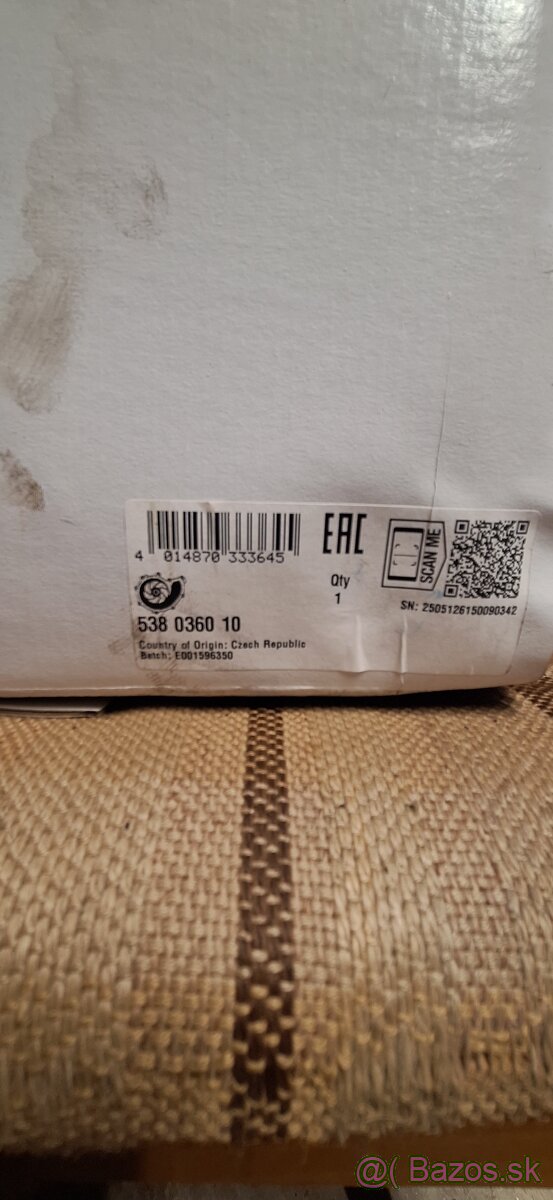 4 014870 333645
EAC
Qty
1
SCAN ME
SN: 2505126150090342
538 0360 10
Country of Origin: Czech Republic
Batch: E001596350
@( Bazos.sk